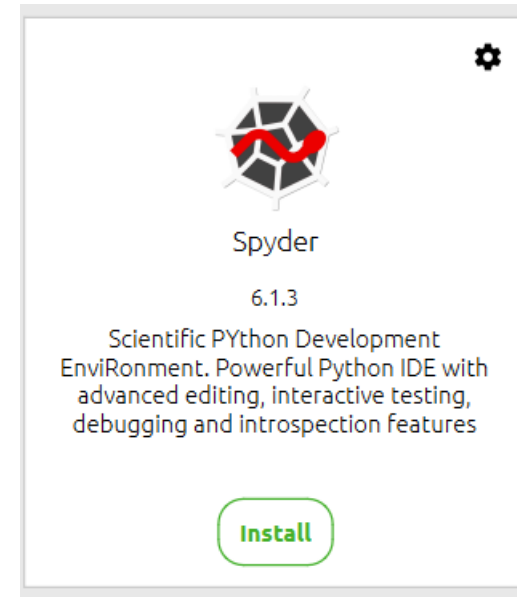 Spyder
6.1.3
Scientific PYthon Development
EnviRonment. Powerful Python IDE with
advanced editing, interactive testing,
debugging and introspection features
Install